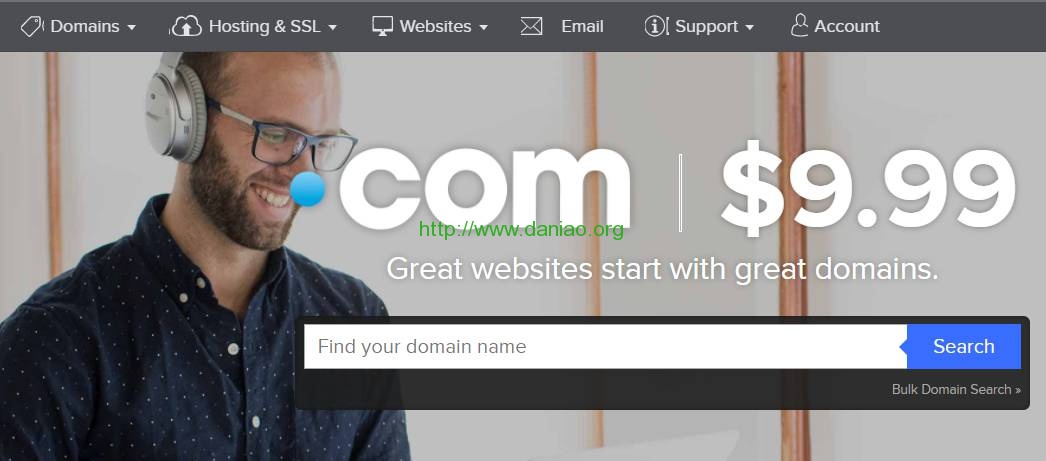 Domains Hosting & SSL Websites Email Support Account
.com | $9.99
http://www.daniao.org
Great websites start with great domains.
Find your domain name Search
Bulk Domain Search »